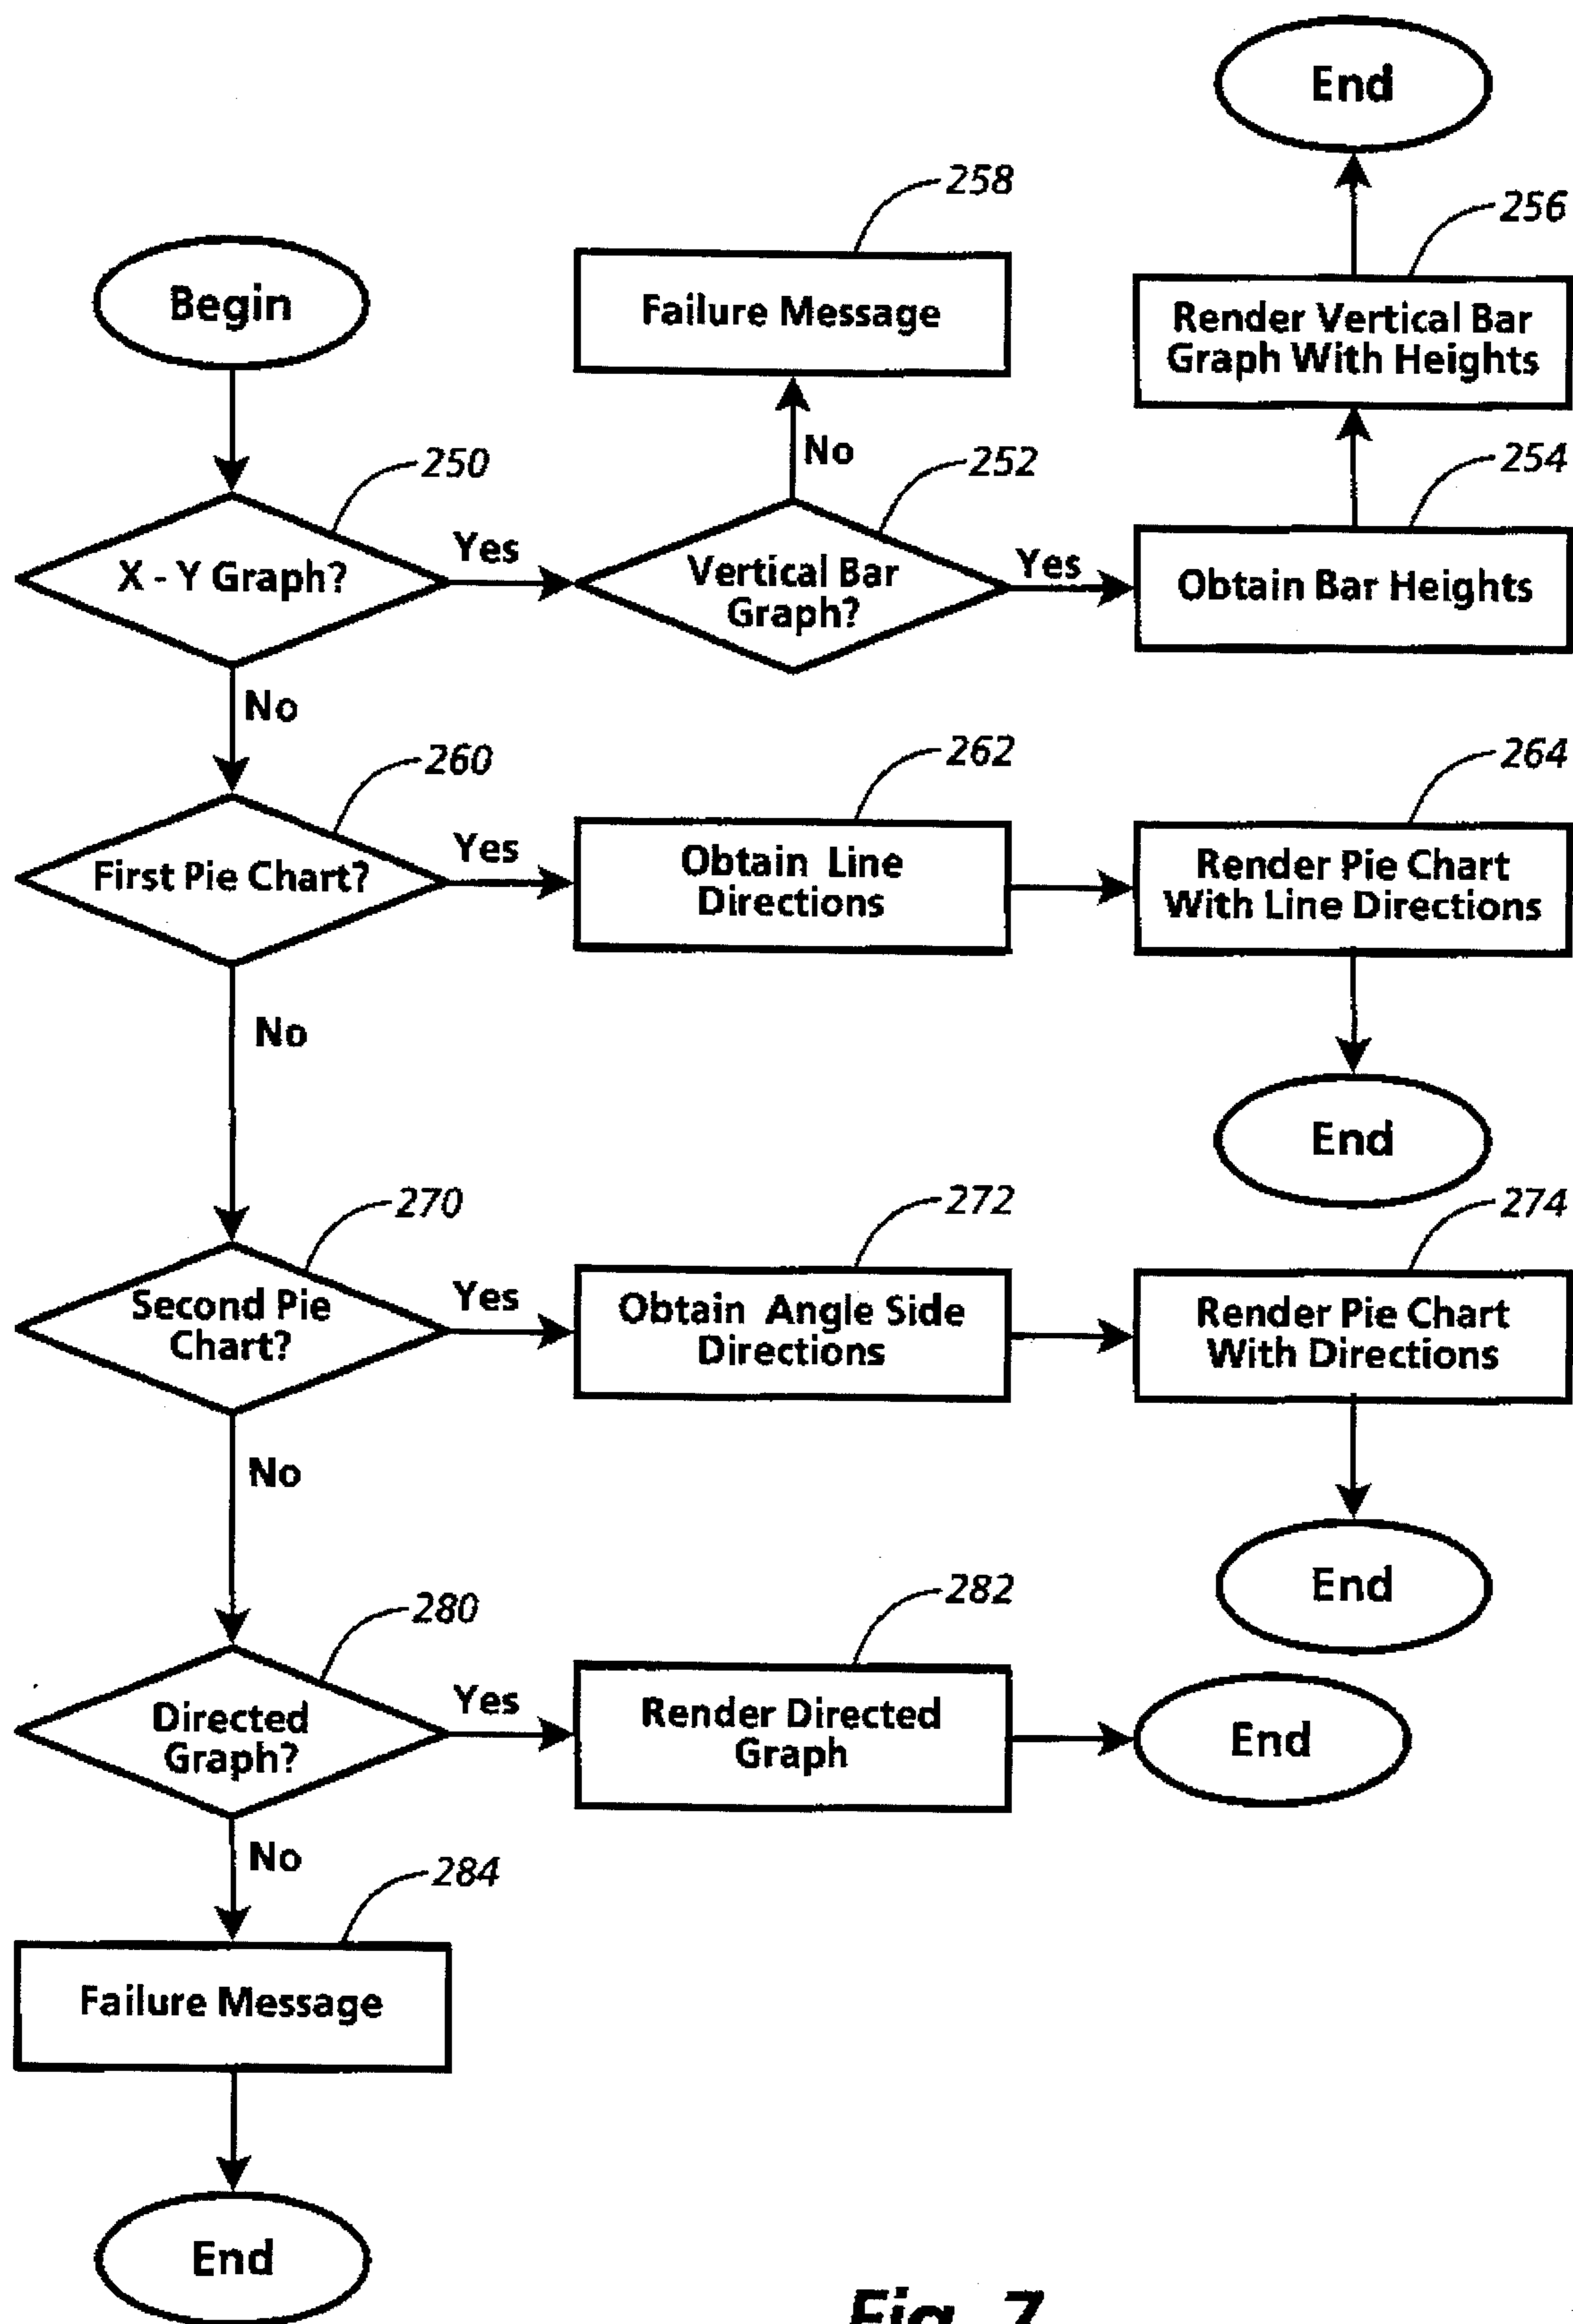 End
258
256
Begin
Failure Message
Render Vertical Bar
Graph With Heights
No
250
252
254
X - Y Graph?
Yes
Vertical Bar
Graph?
Yes
Obtain Bar Heights
No
260
262
264
First Pie Chart?
Yes
Obtain Line
Directions
Render Pie Chart
With Line Directions
No
End
270
272
274
Second Pie
Chart?
Yes
Obtain Angle Side
Directions
Render Pie Chart
With Directions
No
End
280
282
Directed
Graph?
Yes
Render Directed
Graph
End
No
284
Failure Message
End
Fig. 7